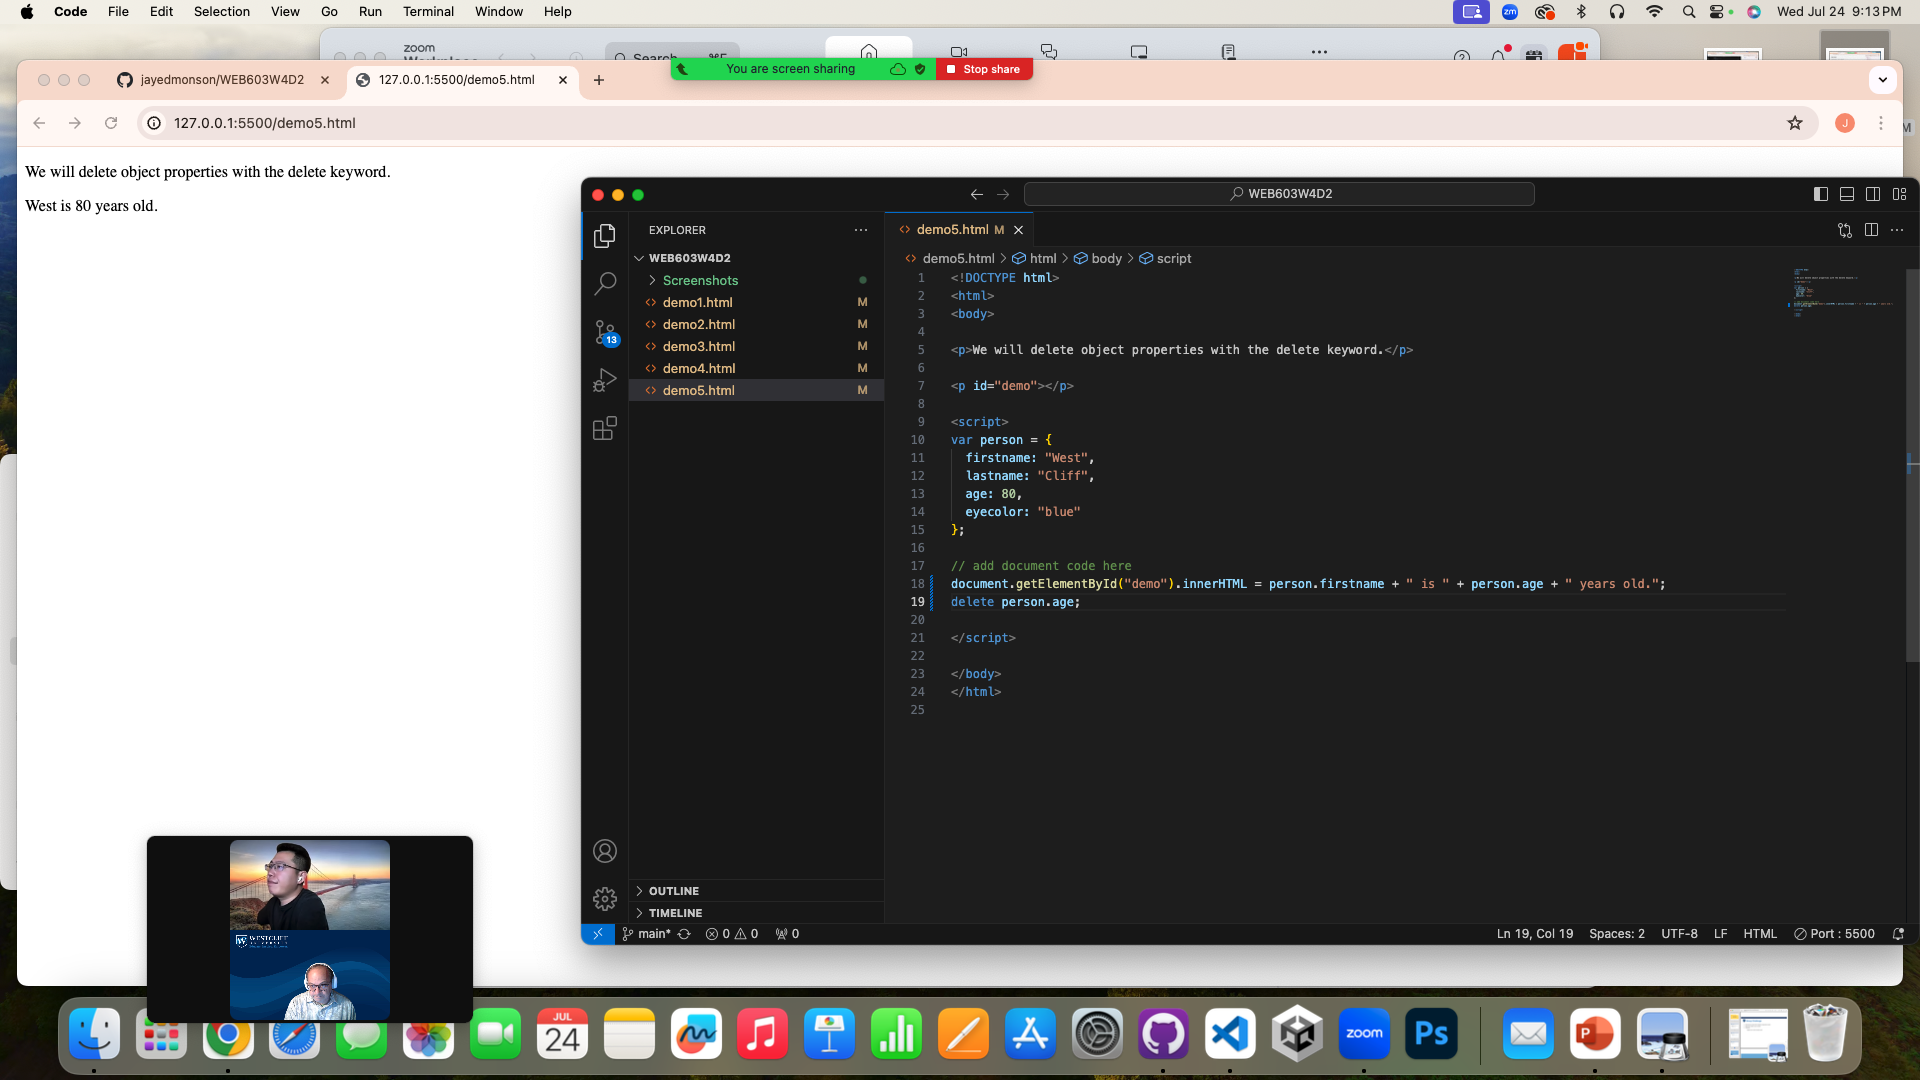 Code File Edit Selection View Go Run Terminal Window Help
zm
Wed Jul 24 9:13 PM
zoom
Search
You are screen sharing
Stop share
jayedmonson/WEB603W4D2
127.0.0.1:5500/demo5.html
127.0.0.1:5500/demo5.html
J
We will delete object properties with the delete keyword.
West is 80 years old.
WEB603W4D2
EXPLORER
WEB603W4D2
Screenshots
demo1.html M
demo2.html M
demo3.html M
demo4.html M
demo5.html M
13
OUTLINE
TIMELINE
demo5.html M
demo5.html > html > body > script
1 <!DOCTYPE html>
2 <html>
3 <body>
4
5 <p>We will delete object properties with the delete keyword.</p>
6
7 <p id="demo"></p>
8
9 <script>
10 var person = {
11 firstname: "West",
12 lastname: "Cliff",
13 age: 80,
14 eyecolor: "blue"
15 };
16
17 // add document code here
18 document.getElementById("demo").innerHTML = person.firstname + " is " + person.age + " years old.";
19 delete person.age;
20
21 </script>
22
23 </body>
24 </html>
25
main* 0 0 0
Ln 19, Col 19 Spaces: 2 UTF-8 LF HTML Port : 5500
JUL
24
zoom
Ps
P